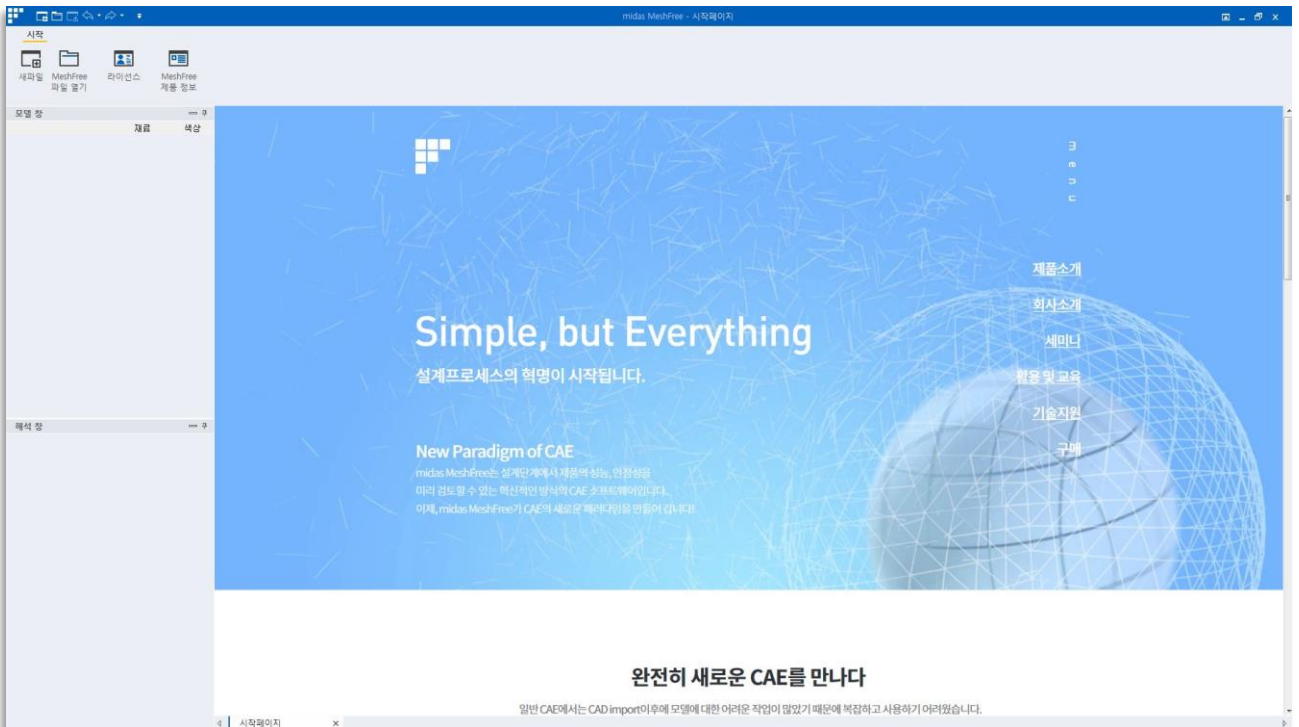 midas MeshFree - 시작페이지
시작
새파일
MeshFree
파일 열기
라이선스
MeshFree
제품 정보
모델 창
재료 색상
해석 창
menu
제품소개
회사소개
세미나
활용 및 교육
기술지원
구매
Simple, but Everything
설계프로세스의 혁명이 시작됩니다.
New Paradigm of CAE
midas MeshFree는 설계단계에서 제품의 성능, 안정성을
미리 검토할 수 있는 혁신적인 방식의 CAE 소프트웨어입니다.
이제, midas MeshFree가 CAE의 새로운 패러다임을 만들어 갑니다!
완전히 새로운 CAE를 만나다
일반 CAE에서는 CAD import이후에 모델에 대한 어려운 작업이 많았기 때문에 복잡하고 사용하기 어려웠습니다.
시작페이지